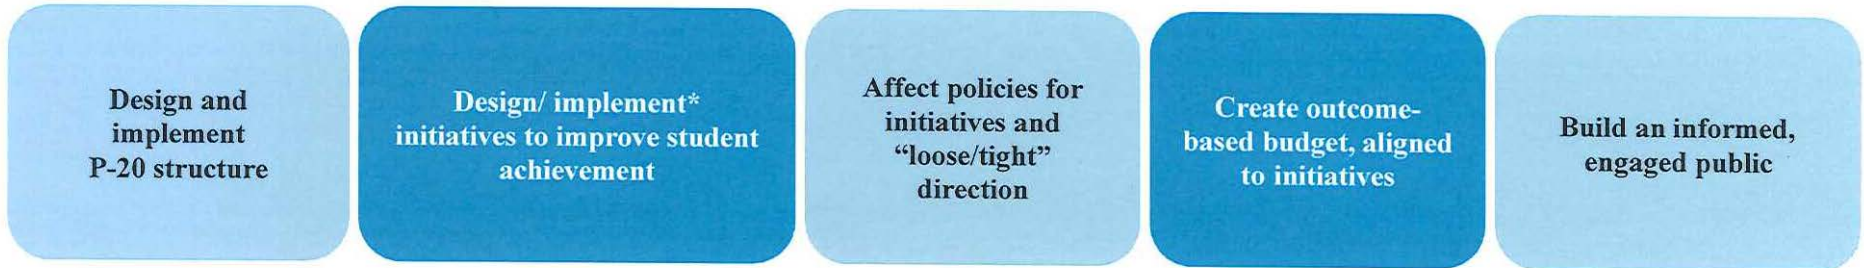 Design and
implement
P-20 structure
Design/ implement*
initiatives to improve student
achievement
Affect policies for
initiatives and
“loose/tight”
direction
Create outcome-
based budget, aligned
to initiatives
Build an informed,
engaged public